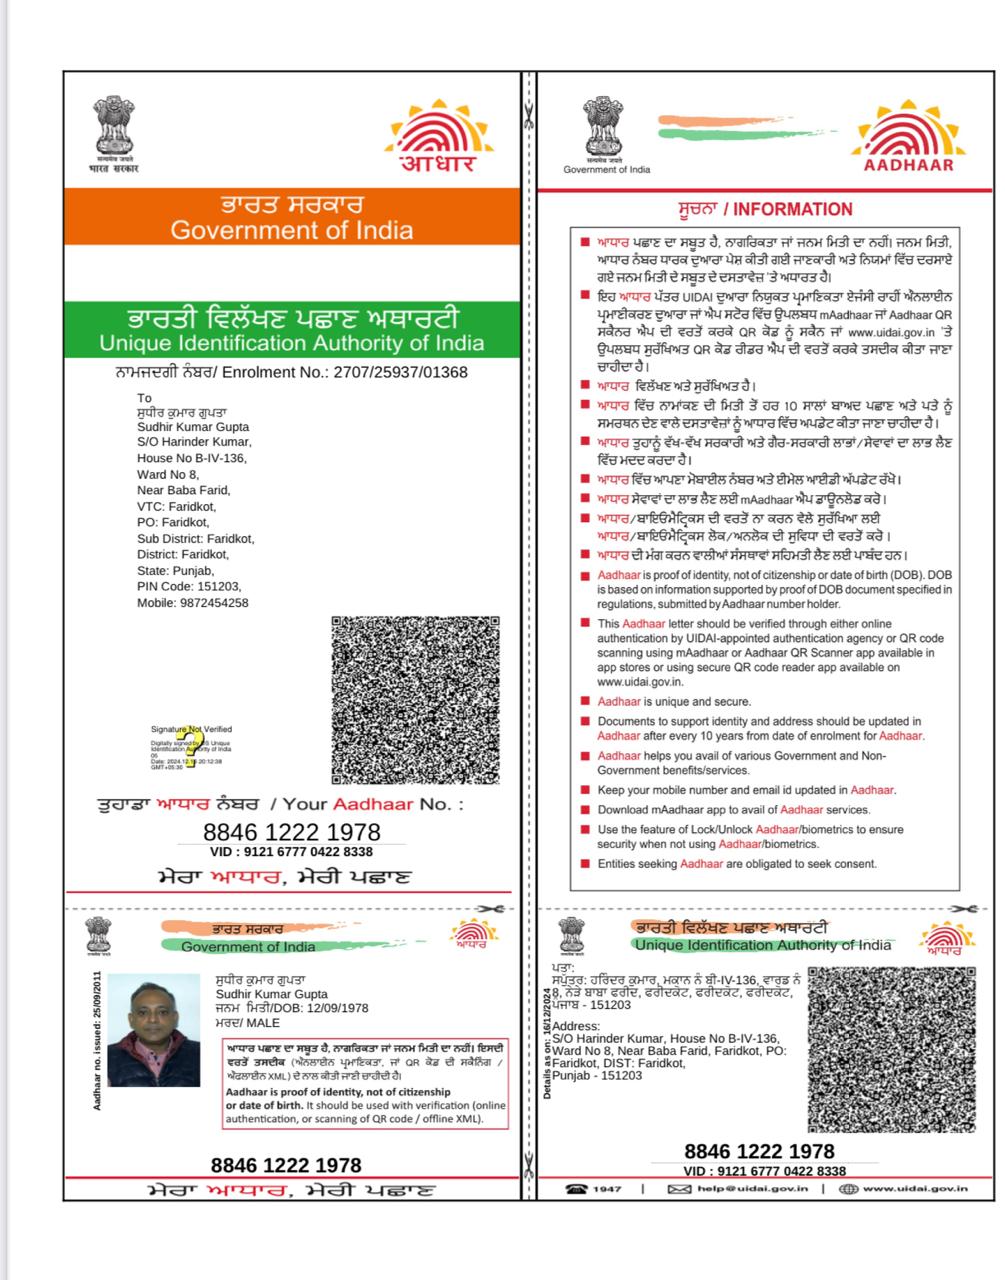 सत्यमेव जयते
भारत सरकार
आधार
ਭਾਰਤ ਸਰਕਾਰ
Government of India
ਭਾਰਤੀ ਵਿਲੱਖਣ ਪਛਾਣ ਅਥਾਰਟੀ
Unique Identification Authority of India
ਨਾਮਜਦਗੀ ਨੰਬਰ/ Enrolment No.: 2707/25937/01368
To
ਸੁਧੀਰ ਕੁਮਾਰ ਗੁਪਤਾ
Sudhir Kumar Gupta
S/O Harinder Kumar,
House No B-IV-136,
Ward No 8,
Near Baba Farid,
VTC: Faridkot,
PO: Faridkot,
Sub District: Faridkot,
District: Faridkot,
State: Punjab,
PIN Code: 151203,
Mobile: 9872454258
Signature Not Verified
Digitally signed by DS Unique
Identification Authority of India
05
Date: 2024.12.16 20:12:38
GMT+05:30
ਤੁਹਾਡਾ ਆਧਾਰ ਨੰਬਰ / Your Aadhaar No. :
8846 1222 1978
VID : 9121 6777 0422 8338
ਮੇਰਾ ਆਧਾਰ, ਮੇਰੀ ਪਛਾਣ
सत्यमेव जयते
Government of India
AADHAAR
ਸੂਚਨਾ / INFORMATION
ਆਧਾਰ ਪਛਾਣ ਦਾ ਸਬੂਤ ਹੈ, ਨਾਗਰਿਕਤਾ ਜਾਂ ਜਨਮ ਮਿਤੀ ਦਾ ਨਹੀਂ। ਜਨਮ ਮਿਤੀ,
ਆਧਾਰ ਨੰਬਰ ਧਾਰਕ ਦੁਆਰਾ ਪੇਸ਼ ਕੀਤੀ ਗਈ ਜਾਣਕਾਰੀ ਅਤੇ ਨਿਯਮਾਂ ਵਿੱਚ ਦਰਸਾਏ
ਗਏ ਜਨਮ ਮਿਤੀ ਦੇ ਸਬੂਤ ਦੇ ਦਸਤਾਵੇਜ਼ 'ਤੇ ਅਧਾਰਤ ਹੈ।
ਇਹ ਆਧਾਰ ਪੱਤਰ UIDAI ਦੁਆਰਾ ਨਿਯੁਕਤ ਪ੍ਰਮਾਣਿਕਤਾ ਏਜੰਸੀ ਰਾਹੀਂ ਔਨਲਾਈਨ
ਪ੍ਰਮਾਣੀਕਰਣ ਦੁਆਰਾ ਜਾਂ ਐਪ ਸਟੋਰ ਵਿੱਚ ਉਪਲਬਧ mAadhaar ਜਾਂ Aadhaar QR
ਸਕੈਨਰ ਐਪ ਦੀ ਵਰਤੋਂ ਕਰਕੇ QR ਕੋਡ ਨੂੰ ਸਕੈਨ ਜਾਂ www.uidai.gov.in 'ਤੇ
ਉਪਲਬਧ ਸੁਰੱਖਿਅਤ QR ਕੋਡ ਰੀਡਰ ਐਪ ਦੀ ਵਰਤੋਂ ਕਰਕੇ ਤਸਦੀਕ ਕੀਤਾ ਜਾਣਾ
ਚਾਹੀਦਾ ਹੈ।
ਆਧਾਰ ਵਿਲੱਖਣ ਅਤੇ ਸੁਰੱਖਿਅਤ ਹੈ।
ਆਧਾਰ ਵਿੱਚ ਨਾਮਾਂਕਣ ਦੀ ਮਿਤੀ ਤੋਂ ਹਰ 10 ਸਾਲਾਂ ਬਾਅਦ ਪਛਾਣ ਅਤੇ ਪਤੇ ਨੂੰ
ਸਮਰਥਨ ਦੇਣ ਵਾਲੇ ਦਸਤਾਵੇਜ਼ਾਂ ਨੂੰ ਆਧਾਰ ਵਿੱਚ ਅਪਡੇਟ ਕੀਤਾ ਜਾਣਾ ਚਾਹੀਦਾ ਹੈ।
ਆਧਾਰ ਤੁਹਾਨੂੰ ਵੱਖ-ਵੱਖ ਸਰਕਾਰੀ ਅਤੇ ਗੈਰ-ਸਰਕਾਰੀ ਲਾਭਾਂ/ਸੇਵਾਵਾਂ ਦਾ ਲਾਭ ਲੈਣ
ਵਿੱਚ ਮਦਦ ਕਰਦਾ ਹੈ।
ਆਧਾਰ ਵਿੱਚ ਆਪਣਾ ਮੋਬਾਈਲ ਨੰਬਰ ਅਤੇ ਈਮੇਲ ਆਈਡੀ ਅੱਪਡੇਟ ਰੱਖੋ।
ਆਧਾਰ ਸੇਵਾਵਾਂ ਦਾ ਲਾਭ ਲੈਣ ਲਈ mAadhaar ਐਪ ਡਾਊਨਲੋਡ ਕਰੋ।
ਆਧਾਰ/ਬਾਇਓਮੈਟ੍ਰਿਕਸ ਦੀ ਵਰਤੋਂ ਨਾ ਕਰਨ ਵੇਲੇ ਸੁਰੱਖਿਆ ਲਈ
ਆਧਾਰ/ਬਾਇਓਮੈਟ੍ਰਿਕਸ ਲੋਕ/ਅਨਲੋਕ ਦੀ ਸੁਵਿਧਾ ਦੀ ਵਰਤੋਂ ਕਰੋ।
ਆਧਾਰ ਦੀ ਮੰਗ ਕਰਨ ਵਾਲੀਆਂ ਸੰਸਥਾਵਾਂ ਸਹਿਮਤੀ ਲੈਣ ਲਈ ਪਾਬੰਦ ਹਨ।
Aadhaar is proof of identity, not of citizenship or date of birth (DOB). DOB
is based on information supported by proof of DOB document specified in
regulations, submitted by Aadhaar number holder.
This Aadhaar letter should be verified through either online
authentication by UIDAI-appointed authentication agency or QR code
scanning using mAadhaar or Aadhaar QR Scanner app available in
app stores or using secure QR code reader app available on
www.uidai.gov.in.
Aadhaar is unique and secure.
Documents to support identity and address should be updated in
Aadhaar after every 10 years from date of enrolment for Aadhaar.
Aadhaar helps you avail of various Government and Non-
Government benefits/services.
Keep your mobile number and email id updated in Aadhaar.
Download mAadhaar app to avail of Aadhaar services.
Use the feature of Lock/Unlock Aadhaar/biometrics to ensure
security when not using Aadhaar/biometrics.
Entities seeking Aadhaar are obligated to seek consent.
ਭਾਰਤ ਸਰਕਾਰ
Government of India
ਆਧਾਰ
Aadhaar no. issued: 25/09/2011
ਸੁਧੀਰ ਕੁਮਾਰ ਗੁਪਤਾ
Sudhir Kumar Gupta
ਜਨਮ ਮਿਤੀ/DOB: 12/09/1978
ਮਰਦ/ MALE
ਆਧਾਰ ਪਛਾਣ ਦਾ ਸਬੂਤ ਹੈ, ਨਾਗਰਿਕਤਾ ਜਾਂ ਜਨਮ ਮਿਤੀ ਦਾ ਨਹੀਂ। ਇਸਦੀ
ਵਰਤੋਂ ਤਸਦੀਕ (ਔਨਲਾਈਨ ਪ੍ਰਮਾਣਿਕਤਾ, ਜਾਂ QR ਕੋਡ ਦੀ ਸਕੈਨਿੰਗ /
ਔਫਲਾਈਨ XML) ਦੇ ਨਾਲ ਕੀਤੀ ਜਾਣੀ ਚਾਹੀਦੀ ਹੈ।
Aadhaar is proof of identity, not of citizenship
or date of birth. It should be used with verification (online
authentication, or scanning of QR code / offline XML).
8846 1222 1978
ਮੇਰਾ ਆਧਾਰ, ਮੇਰੀ ਪਛਾਣ
ਭਾਰਤੀ ਵਿਲੱਖਣ ਪਛਾਣ ਅਥਾਰਟੀ
Unique Identification Authority of India
ਆਧਾਰ
Details as on: 16/12/2024
ਪਤਾ:
ਸਪੁੱਤਰ: ਹਰਿੰਦਰ ਕੁਮਾਰ, ਮਕਾਨ ਨੰ ਬੀ-IV-136, ਵਾਰਡ ਨੰ
8, ਨੇੜੇ ਬਾਬਾ ਫਰੀਦ, ਫਰੀਦਕੋਟ, ਫਰੀਦਕੋਟ, ਫਰੀਦਕੋਟ,
ਪੰਜਾਬ - 151203
Address:
S/O Harinder Kumar, House No B-IV-136,
Ward No 8, Near Baba Farid, Faridkot, PO:
Faridkot, DIST: Faridkot,
Punjab - 151203
8846 1222 1978
VID : 9121 6777 0422 8338
1947 | help@uidai.gov.in | www.uidai.gov.in